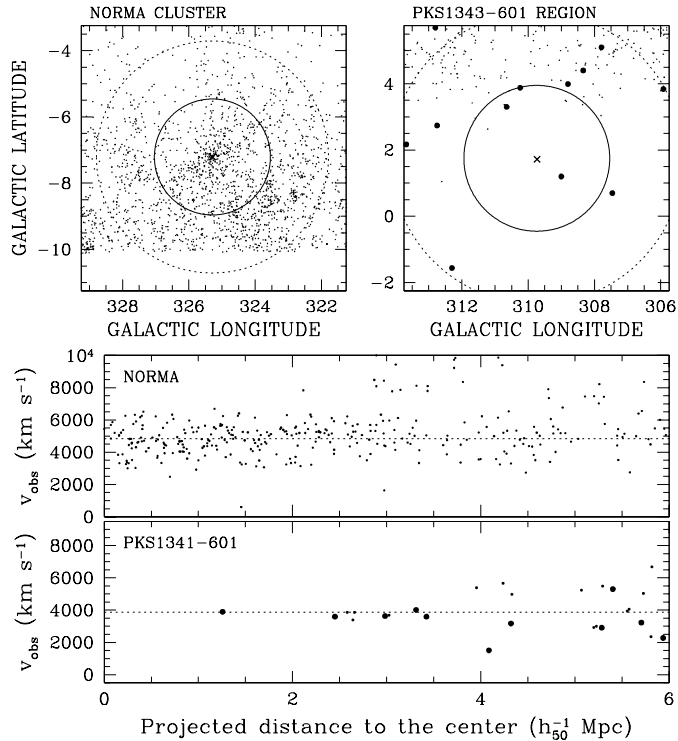 NORMA CLUSTER
PKS1343−601 REGION
GALACTIC LATITUDE
−4
−6
−8
−10
4
2
0
−2
328 326 324 322
312 310 308 306
GALACTIC LONGITUDE
GALACTIC LONGITUDE
v_obs (km s⁻¹)
10⁴
8000
6000
4000
2000
0
NORMA
v_obs (km s⁻¹)
8000
6000
4000
2000
0
PKS1341−601
0 2 4 6
Projected distance to the center (h₅₀⁻¹ Mpc)